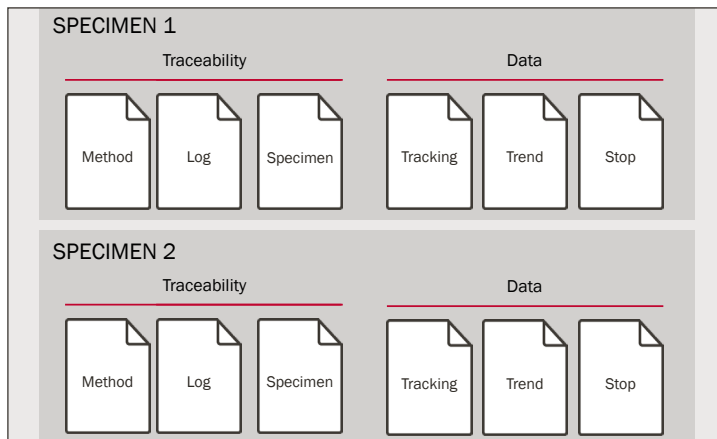 SPECIMEN 1
Traceability Data
Method Log Specimen Tracking Trend Stop
SPECIMEN 2
Traceability Data
Method Log Specimen Tracking Trend Stop